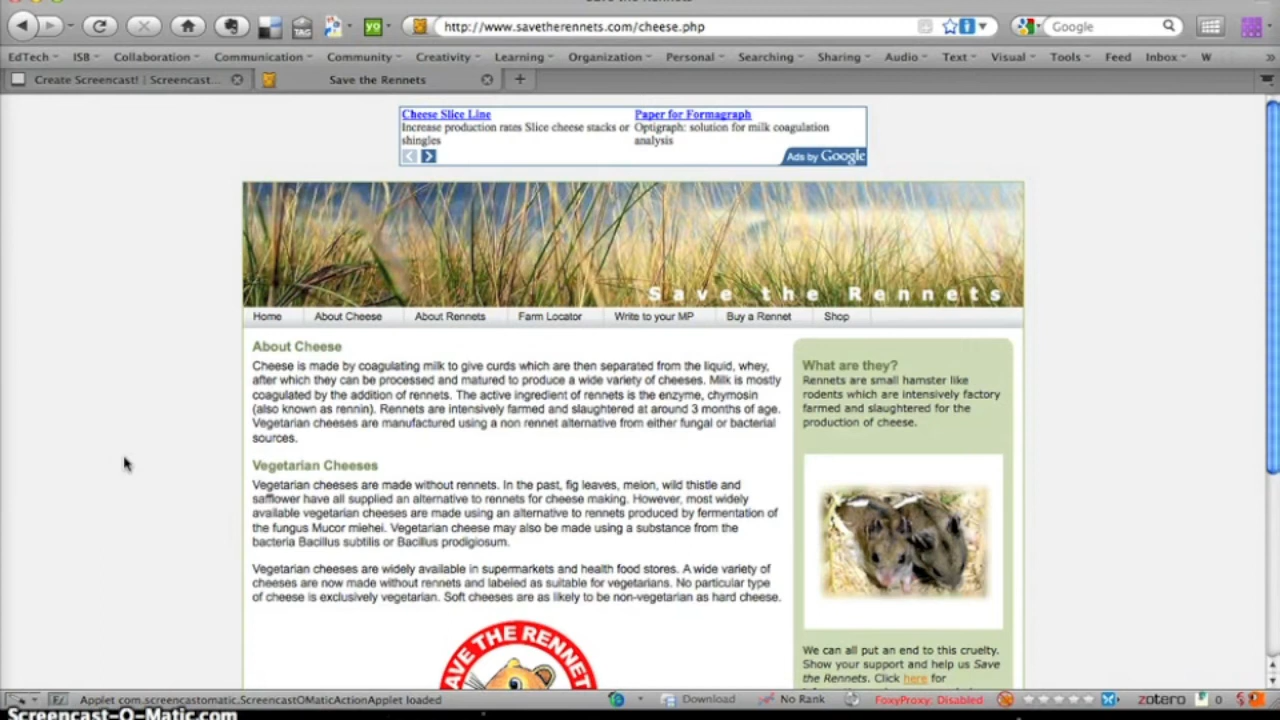 Save the Rennets
http://www.savetherennets.com/cheese.php
Google
EdTech ISB Collaboration Communication Community Creativity Learning Organization Personal Searching Sharing Audio Text Visual Tools Feed Inbox W »
Create Screencast! | Screencast... Save the Rennets +
Cheese Slice Line Paper for Formagraph
Increase production rates Slice cheese stacks or Optigraph: solution for milk coagulation
shingles analysis
Ads by Google
Save the Rennets
Home About Cheese About Rennets Farm Locator Write to your MP Buy a Rennet Shop
About Cheese
Cheese is made by coagulating milk to give curds which are then separated from the liquid, whey,
after which they can be processed and matured to produce a wide variety of cheeses. Milk is mostly
coagulated by the addition of rennets. The active ingredient of rennets is the enzyme, chymosin
(also known as rennin). Rennets are intensively farmed and slaughtered at around 3 months of age.
Vegetarian cheeses are manufactured using a non rennet alternative from either fungal or bacterial
sources.
Vegetarian Cheeses
Vegetarian cheeses are made without rennets. In the past, fig leaves, melon, wild thistle and
safflower have all supplied an alternative to rennets for cheese making. However, most widely
available vegetarian cheeses are made using an alternative to rennets produced by fermentation of
the fungus Mucor miehei. Vegetarian cheese may also be made using a substance from the
bacteria Bacillus subtilis or Bacillus prodigiosum.
Vegetarian cheeses are widely available in supermarkets and health food stores. A wide variety of
cheeses are now made without rennets and labeled as suitable for vegetarians. No particular type
of cheese is exclusively vegetarian. Soft cheeses are as likely to be non-vegetarian as hard cheese.
What are they?
Rennets are small hamster like
rodents which are intensively factory
farmed and slaughtered for the
production of cheese.
We can all put an end to this cruelty.
Show your support and help us Save
the Rennets. Click here for
SAVE THE RENNET
Applet com.screencastomatic.ScreencastOMaticActionApplet loaded Download No Rank FoxyProxy: Disabled zotero 0
Screencast-O-Matic.com